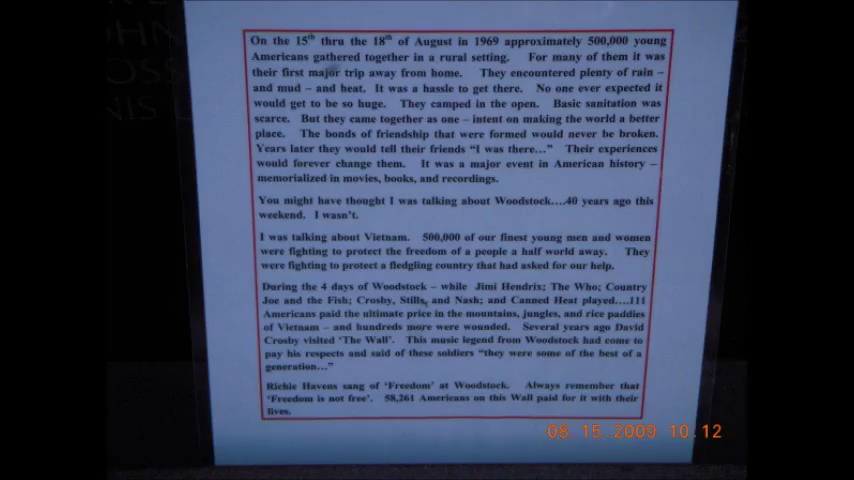 On the 15th thru the 18th of August in 1969 approximately 500,000 young
Americans gathered together in a rural setting. For many of them it was
their first major trip away from home. They encountered plenty of rain –
and mud – and heat. It was a hassle to get there. No one ever expected it
would get to be so huge. They camped in the open. Basic sanitation was
scarce. But they came together as one – intent on making the world a better
place. The bonds of friendship that were formed would never be broken.
Years later they would tell their friends “I was there…” Their experiences
would forever change them. It was a major event in American history –
memorialized in movies, books, and recordings.
You might have thought I was talking about Woodstock….40 years ago this
weekend. I wasn’t.
I was talking about Vietnam. 500,000 of our finest young men and women
were fighting to protect the freedom of a people a half world away. They
were fighting to protect a fledgling country that had asked for our help.
During the 4 days of Woodstock – while Jimi Hendrix; The Who; Country
Joe and the Fish; Crosby, Stills, and Nash; and Canned Heat played….111
Americans paid the ultimate price in the mountains, jungles, and rice paddies
of Vietnam – and hundreds more were wounded. Several years ago David
Crosby visited ‘The Wall’. This music legend from Woodstock had come to
pay his respects and said of these soldiers “they were some of the best of a
generation…”
Richie Havens sang of ‘Freedom’ at Woodstock. Always remember that
‘Freedom is not free’. 58,261 Americans on this Wall paid for it with their
lives.
08.15.2009 10:12